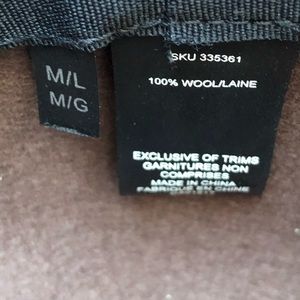 M/L
M/G
SKU 335361
100% WOOL/LAINE
EXCLUSIVE OF TRIMS
GARNITURES NON
COMPRISES
MADE IN CHINA
FABRIQUE EN CHINE